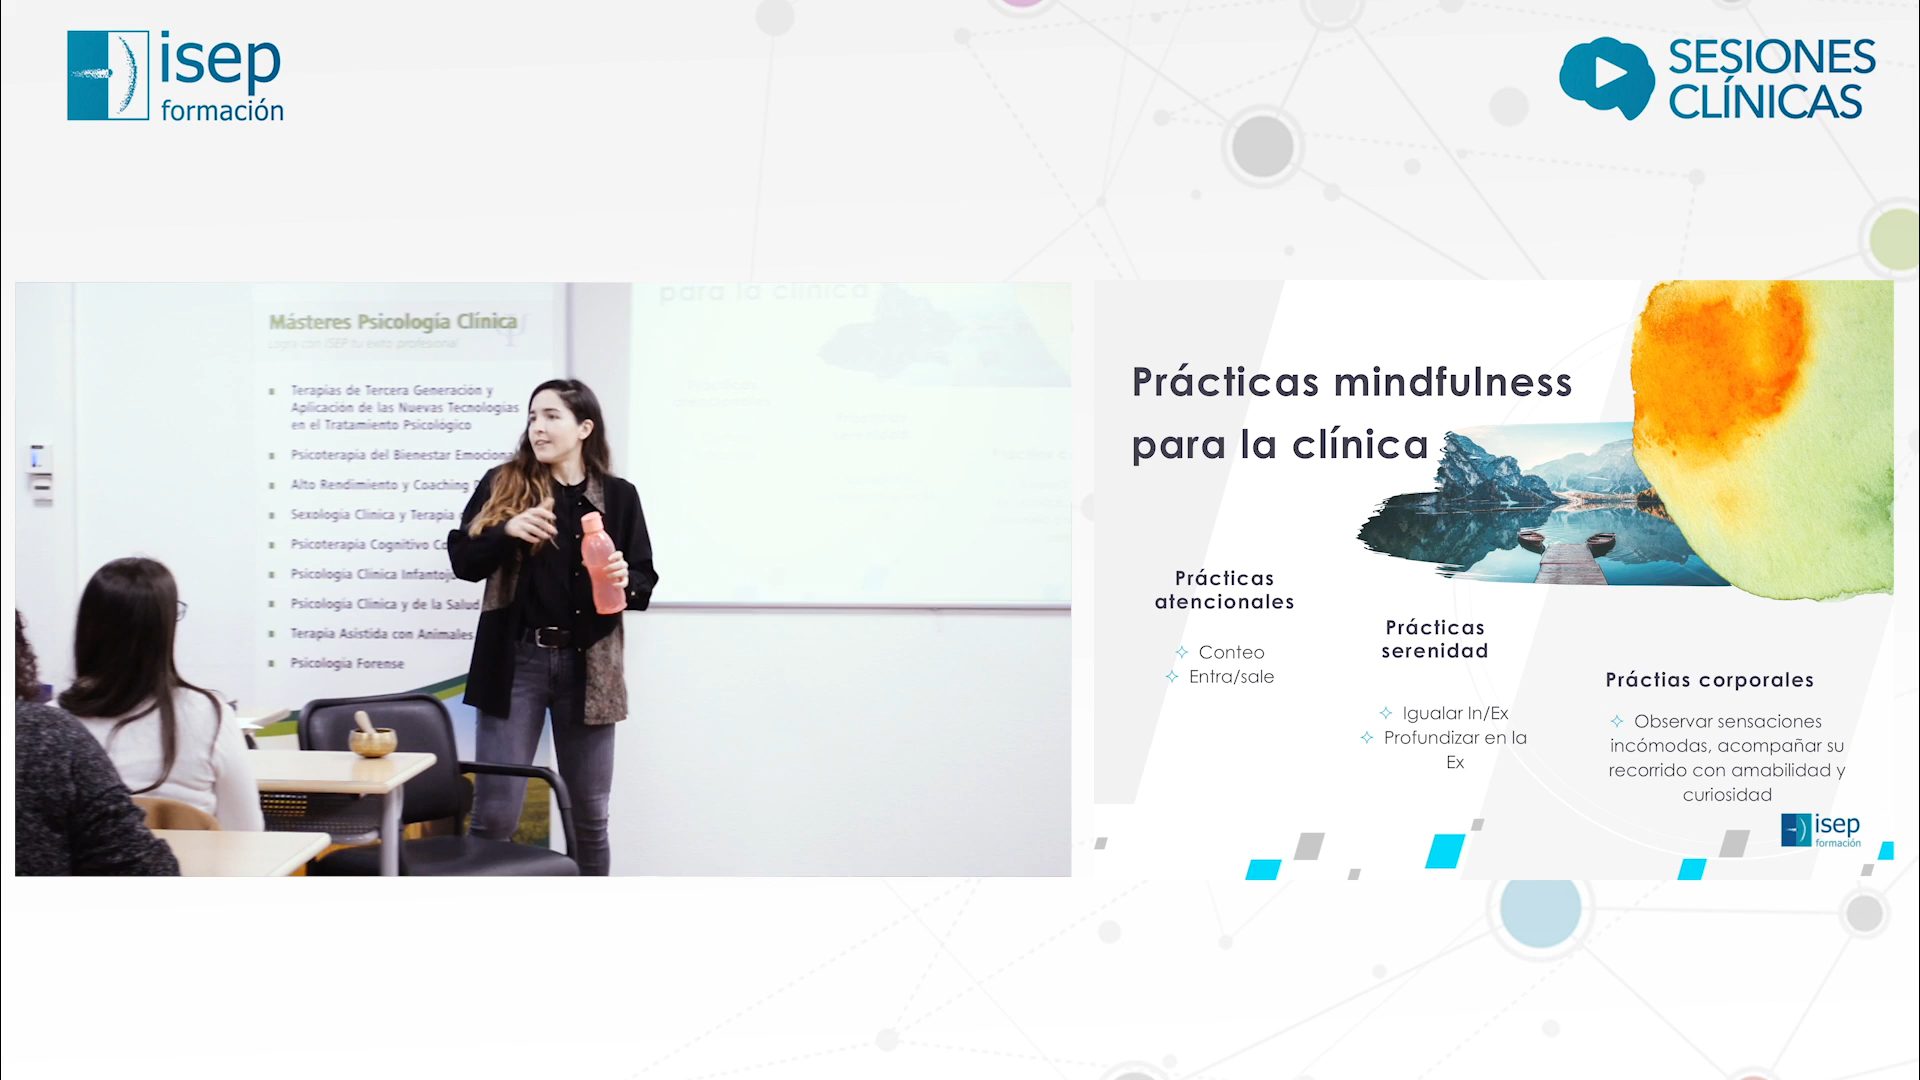 isep
formación
SESIONES
CLÍNICAS
para la clínica
Másteres Psicología Clínica
Logra con ISEP tu éxito profesional
Terapias de Tercera Generación y
Aplicación de las Nuevas Tecnologías
en el Tratamiento Psicológico
Psicoterapia del Bienestar Emocional
Alto Rendimiento y Coaching
Sexología Clínica y Terapia
Psicoterapia Cognitivo
Psicología Clínica
Psicología Clínica y de la Salud
Terapia Asistida con Animales
Psicología Forense
Prácticas mindfulness
para la clínica
Prácticas
atencionales
✧ Conteo
✧ Entra/sale
Prácticas
serenidad
✧ Igualar In/Ex
✧ Profundizar en la
Ex
Práctias corporales
✧ Observar sensaciones
incómodas, acompañar su
recorrido con amabilidad y
curiosidad
isep
formación